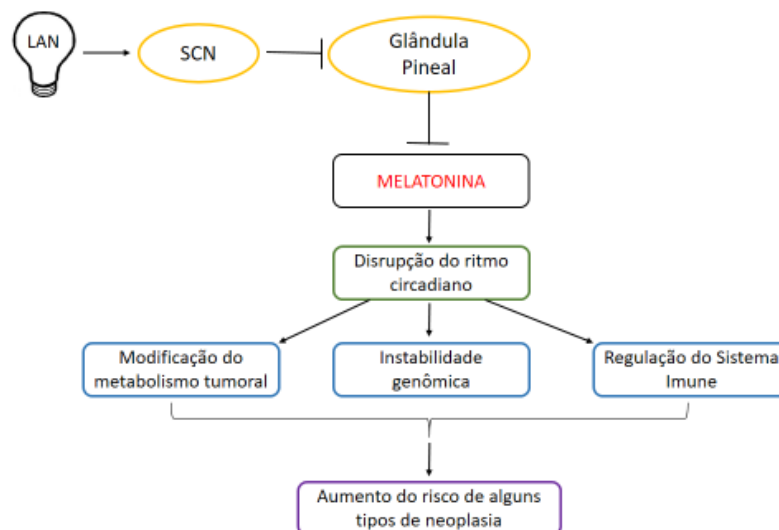 LAN
SCN
Glândula
Pineal
MELATONINA
Disrupção do ritmo
circadiano
Modificação do
metabolismo tumoral
Instabilidade
genômica
Regulação do Sistema
Imune
Aumento do risco de alguns
tipos de neoplasia